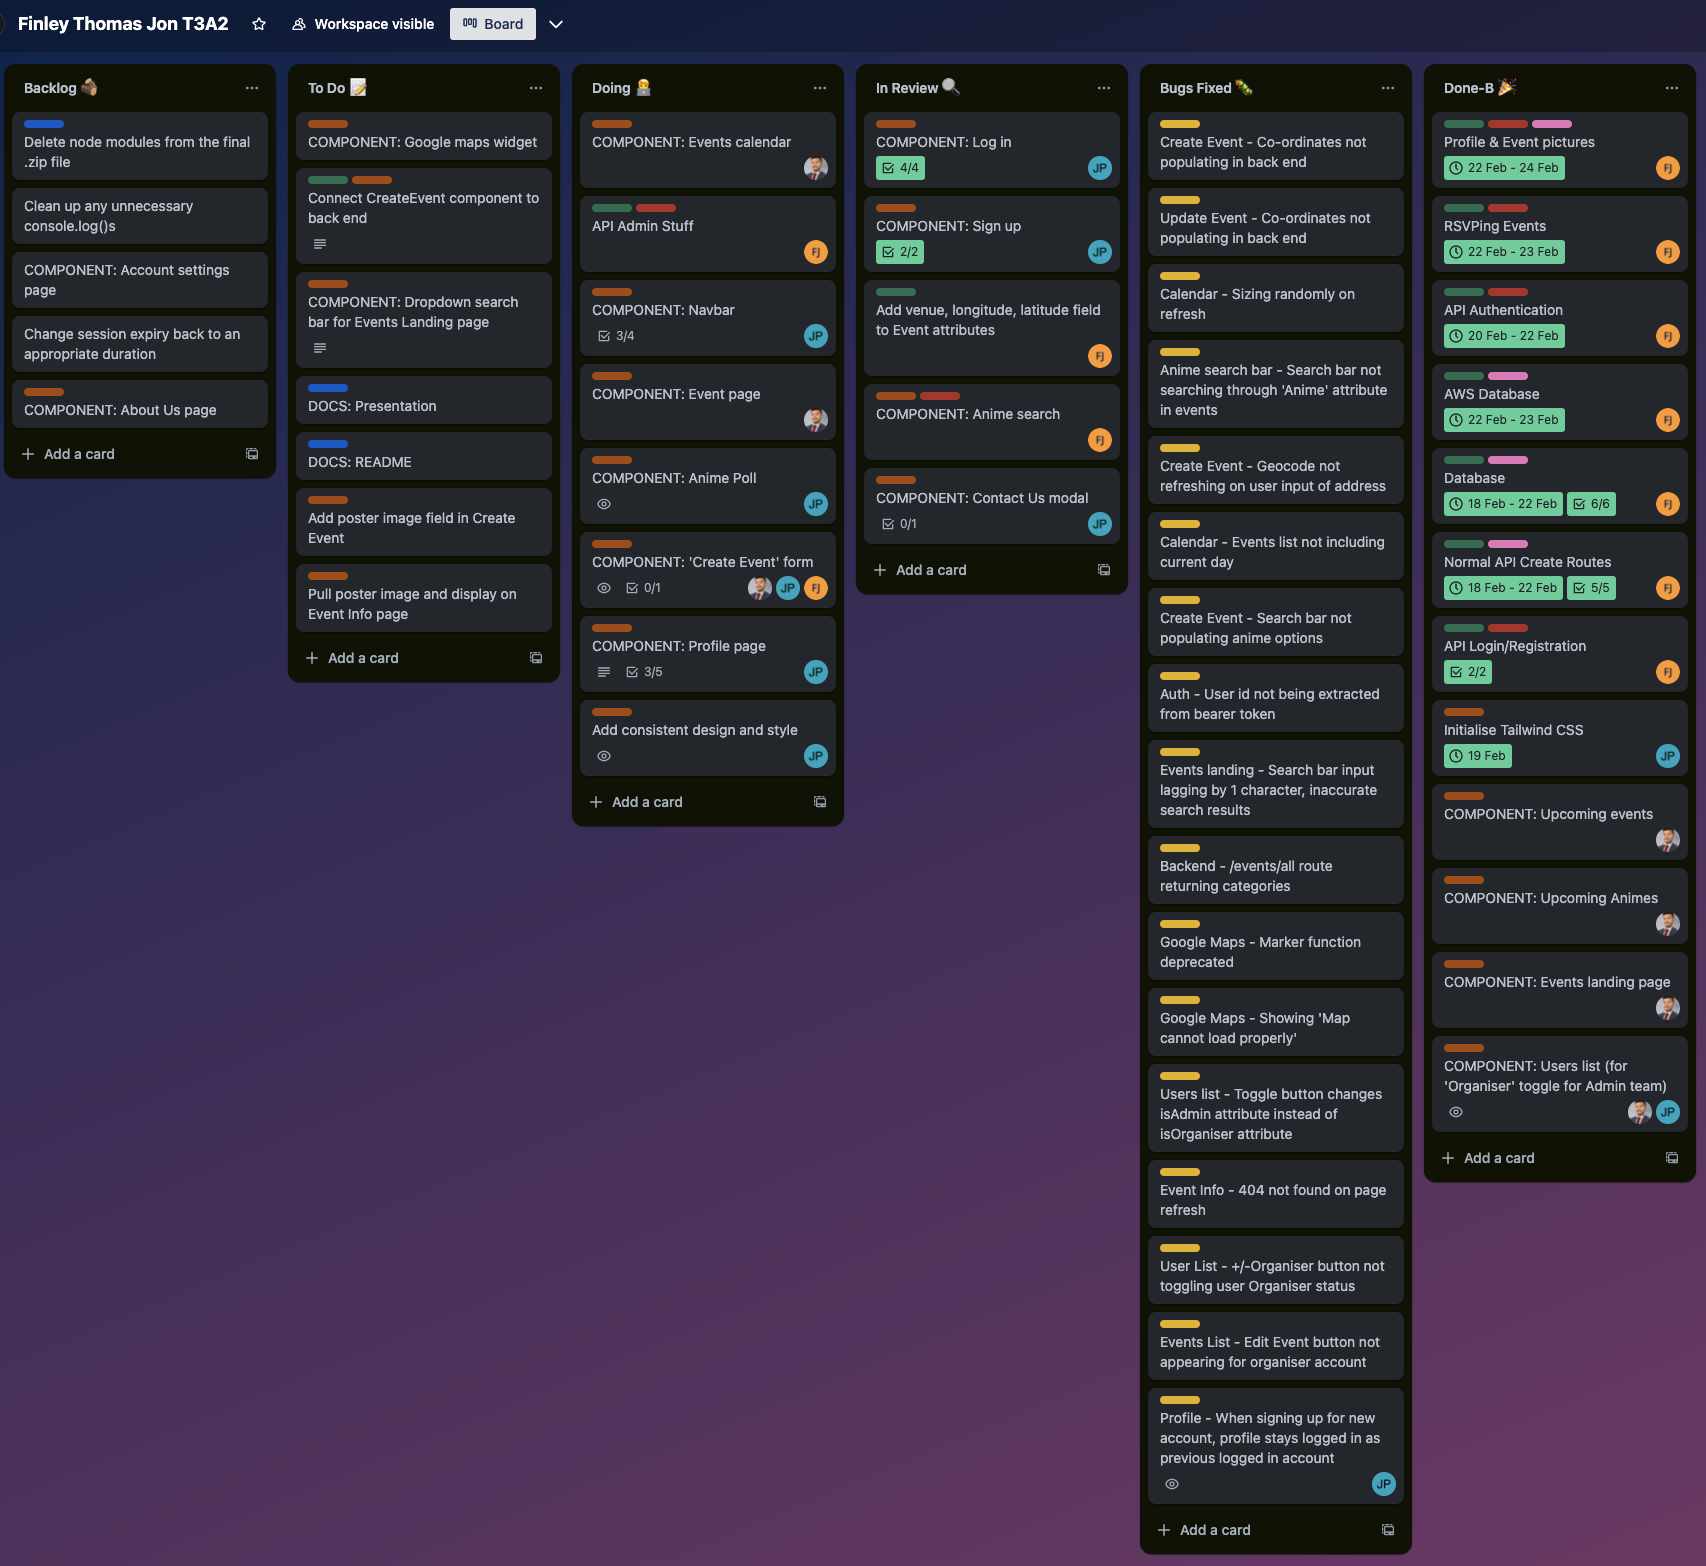 Finley Thomas Jon T3A2
Workspace visible
Board
Backlog
Delete node modules from the final
.zip file
Clean up any unnecessary
console.log()s
COMPONENT: Account settings
page
Change session expiry back to an
appropriate duration
COMPONENT: About Us page
Add a card
To Do
COMPONENT: Google maps widget
Connect CreateEvent component to
back end
COMPONENT: Dropdown search
bar for Events Landing page
DOCS: Presentation
DOCS: README
Add poster image field in Create
Event
Pull poster image and display on
Event Info page
Add a card
Doing
COMPONENT: Events calendar
API Admin Stuff
FJ
COMPONENT: Navbar
3/4
JP
COMPONENT: Event page
COMPONENT: Anime Poll
JP
COMPONENT: 'Create Event' form
0/1
JP
FJ
COMPONENT: Profile page
3/5
JP
Add consistent design and style
JP
Add a card
In Review
COMPONENT: Log in
4/4
JP
COMPONENT: Sign up
2/2
JP
Add venue, longitude, latitude field
to Event attributes
FJ
COMPONENT: Anime search
FJ
COMPONENT: Contact Us modal
0/1
JP
Add a card
Bugs Fixed
Create Event - Co-ordinates not
populating in back end
Update Event - Co-ordinates not
populating in back end
Calendar - Sizing randomly on
refresh
Anime search bar - Search bar not
searching through 'Anime' attribute
in events
Create Event - Geocode not
refreshing on user input of address
Calendar - Events list not including
current day
Create Event - Search bar not
populating anime options
Auth - User id not being extracted
from bearer token
Events landing - Search bar input
lagging by 1 character, inaccurate
search results
Backend - /events/all route
returning categories
Google Maps - Marker function
deprecated
Google Maps - Showing 'Map
cannot load properly'
Users list - Toggle button changes
isAdmin attribute instead of
isOrganiser attribute
Event Info - 404 not found on page
refresh
User List - +/-Organiser button not
toggling user Organiser status
Events List - Edit Event button not
appearing for organiser account
Profile - When signing up for new
account, profile stays logged in as
previous logged in account
JP
Add a card
Done-B
Profile & Event pictures
22 Feb - 24 Feb
FJ
RSVPing Events
22 Feb - 23 Feb
FJ
API Authentication
20 Feb - 22 Feb
FJ
AWS Database
22 Feb - 23 Feb
FJ
Database
18 Feb - 22 Feb
6/6
FJ
Normal API Create Routes
18 Feb - 22 Feb
5/5
FJ
API Login/Registration
2/2
FJ
Initialise Tailwind CSS
19 Feb
JP
COMPONENT: Upcoming events
COMPONENT: Upcoming Animes
COMPONENT: Events landing page
COMPONENT: Users list (for
'Organiser' toggle for Admin team)
JP
Add a card